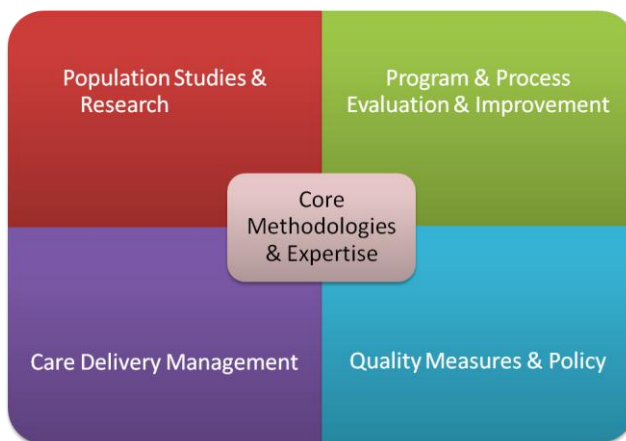 Population Studies &
Research
Program & Process
Evaluation & Improvement
Core
Methodologies
& Expertise
Care Delivery Management
Quality Measures & Policy